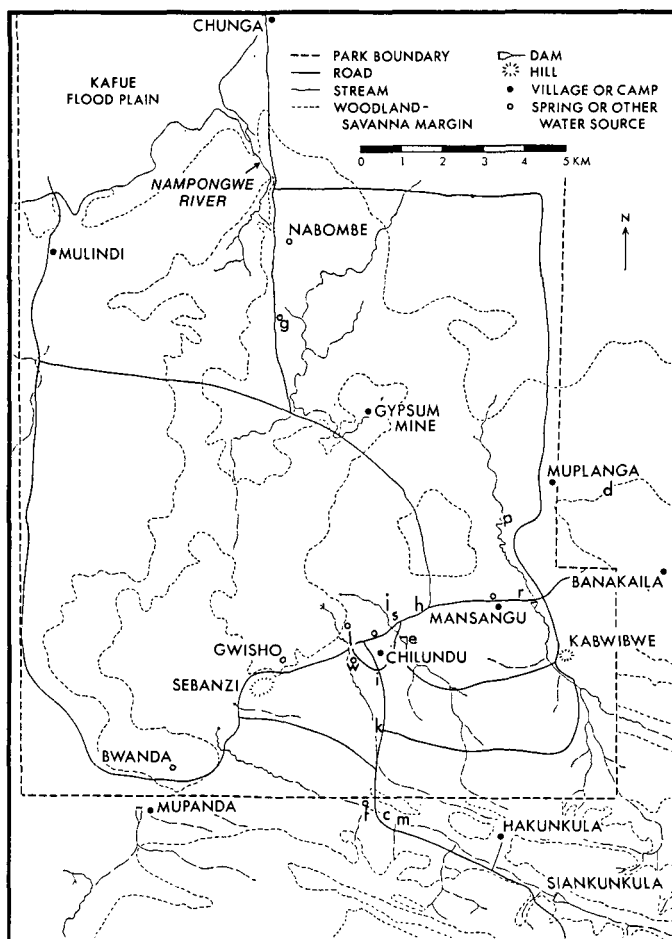 CHUNGA
PARK BOUNDARY
ROAD
STREAM
WOODLAND-
SAVANNA MARGIN
DAM
HILL
VILLAGE OR CAMP
SPRING OR OTHER
WATER SOURCE
0 1 2 3 4 5 KM
KAFUE
FLOOD PLAIN
NAMPONGWE
RIVER
N
NABOMBE
MULINDI
g
GYPSUM
MINE
MUPLANGA
d
p
BANAKAILA
i
s
h
r
MANSANGU
l
e
KABWIBWE
GWISHO
w
CHILUNDU
i
SEBANZI
k
BWANDA
MUPANDA
f
c
m
HAKUNKULA
SIANKUNKULA